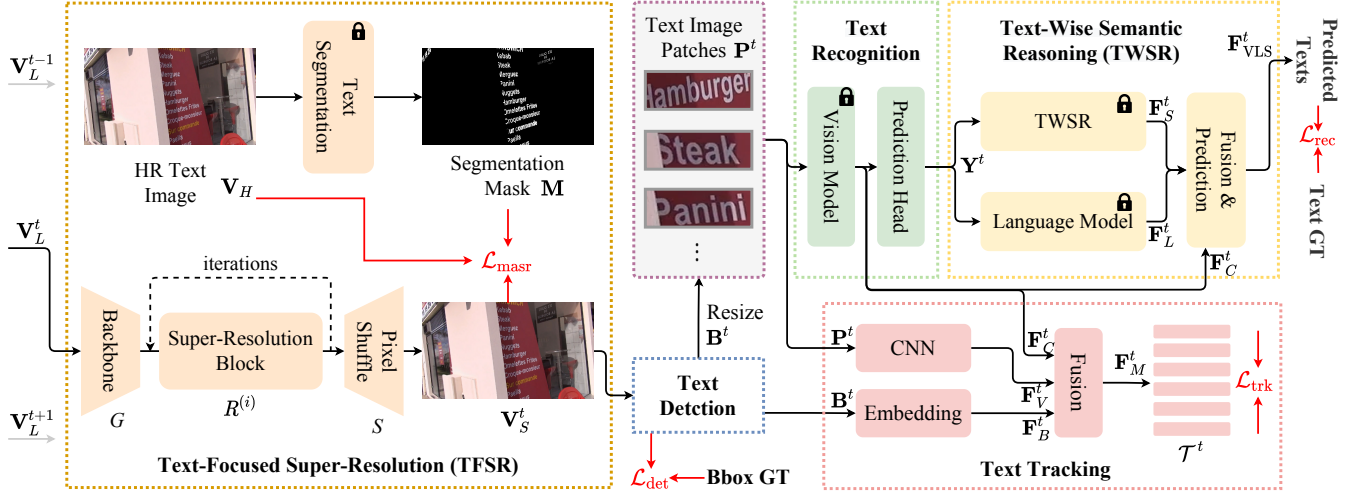 V_L^{t-1}
V_L^t
V_L^{t+1}
HR Text
Image
V_H
Text
Segmentation
Segmentation
Mask M
L_masr
iterations
Backbone
G
Super-Resolution
Block
R^{(i)}
Pixel
Shuffle
S
V_S^t
Text-Focused Super-Resolution (TFSR)
Text Image
Patches P^t
Hamburger
Steak
Panini
⋮
Resize
B^t
Text
Detction
L_det
Bbox GT
Text
Recognition
Vision Model
Prediction Head
Y^t
Text-Wise Semantic
Reasoning (TWSR)
TWSR
F_S^t
Language Model
F_L^t
Fusion &
Prediction
F_C^t
F_VLS^t
Predicted
Texts
L_rec
Text GT
P^t
CNN
F_C^t
F_V^t
B^t
Embedding
F_B^t
Fusion
F_M^t
T^t
L_trk
Text Tracking